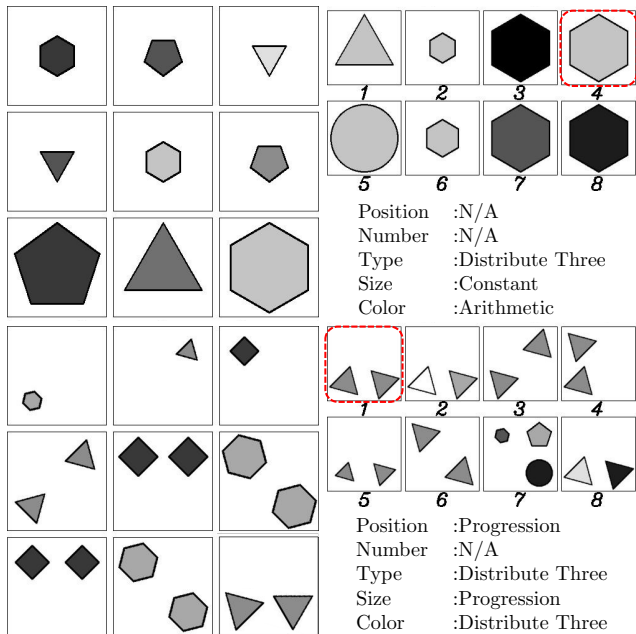 1 2 3 4
5 6 7 8
Position :N/A
Number :N/A
Type :Distribute Three
Size :Constant
Color :Arithmetic
1 2 3 4
5 6 7 8
Position :Progression
Number :N/A
Type :Distribute Three
Size :Progression
Color :Distribute Three